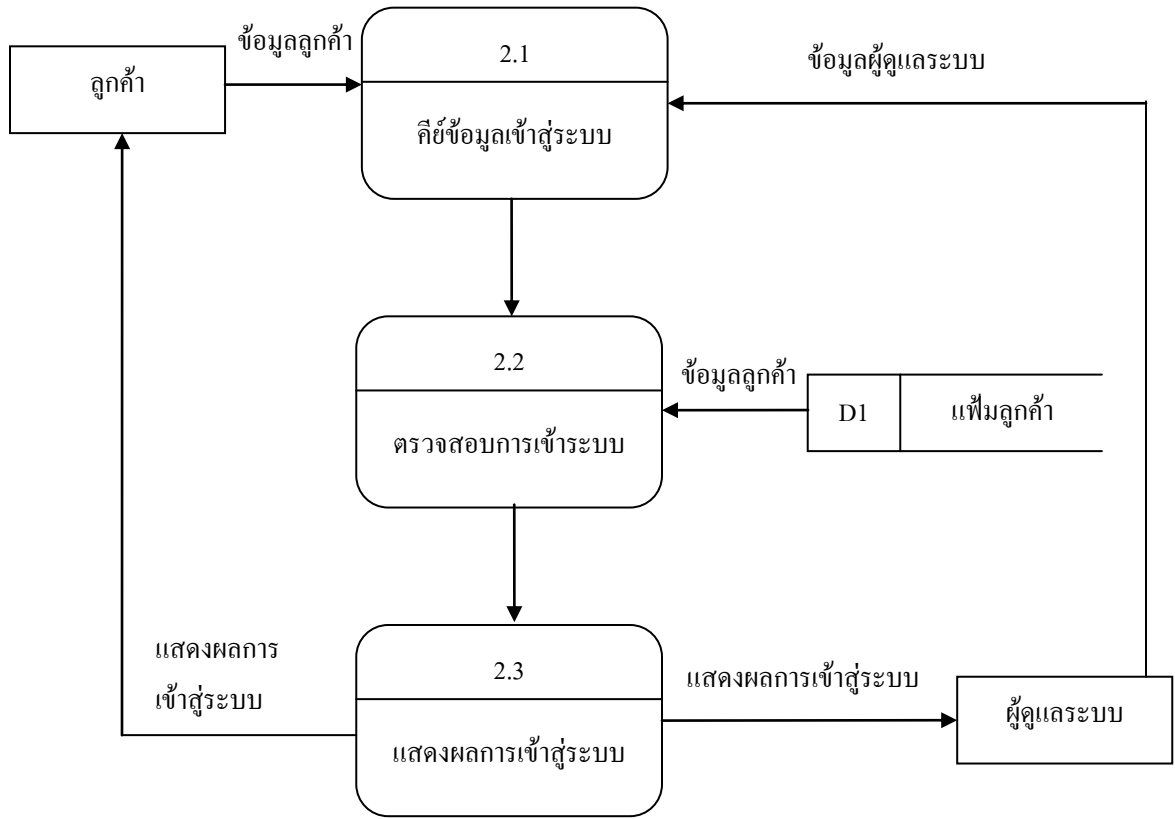 ข้อมูลลูกค้า
2.1
ข้อมูลผู้ดูแลระบบ
ลูกค้า
คีย์ข้อมูลเข้าสู่ระบบ
2.2
ข้อมูลลูกค้า
D1
แฟ้มลูกค้า
ตรวจสอบการเข้าระบบ
แสดงผลการ
เข้าสู่ระบบ
2.3
แสดงผลการเข้าสู่ระบบ
ผู้ดูแลระบบ
แสดงผลการเข้าสู่ระบบ